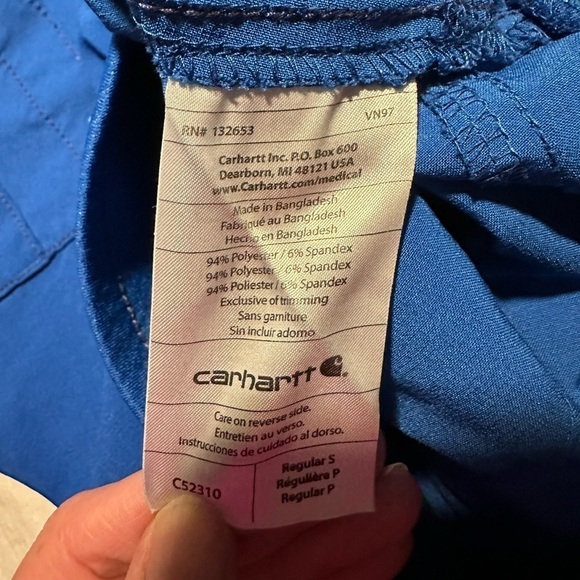 RN# 132653 VN97
Carhartt Inc. P.O. Box 600
Dearborn, MI 48121 USA
www.Carhartt.com/medical
Made in Bangladesh
Fabriqué au Bangladesh
Hecho en Bangladesh
94% Polyester / 6% Spandex
94% Polyester / 6% Spandex
94% Polyester / 6% Spandex
Exclusive of trimming
Sans garniture
Sin incluir adorno
carhartt
Care on reverse side.
Entretien au verso.
Instrucciones de cuidado al dorso.
C52310
Regular S
Régulière P
Regular P